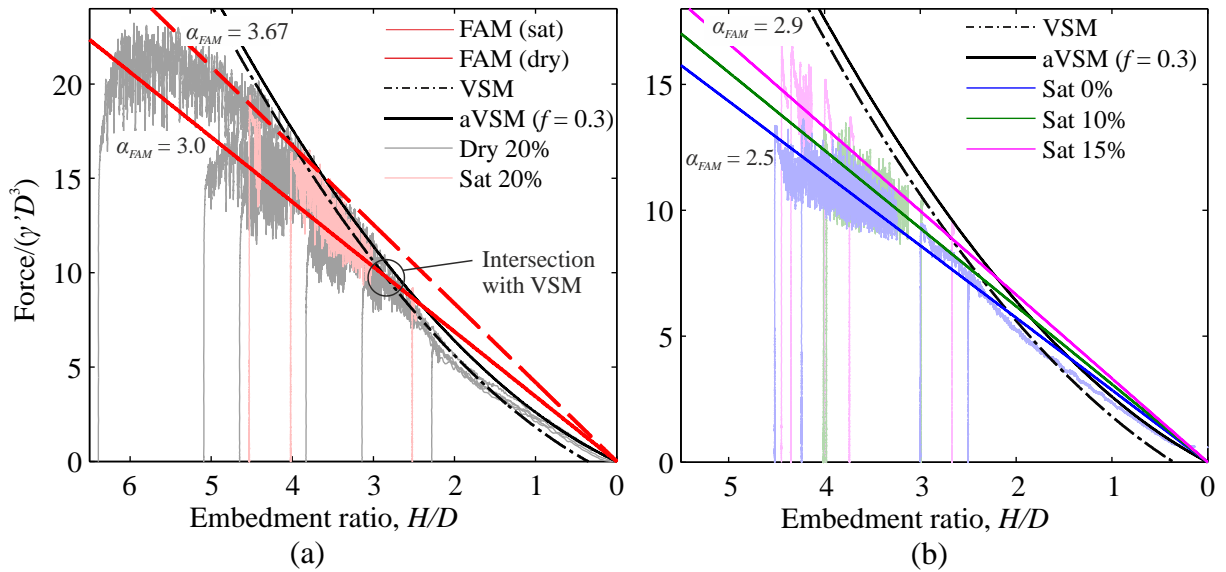 α_FAM = 3.67
FAM (sat)
FAM (dry)
VSM
aVSM (f = 0.3)
Dry 20%
Sat 20%
α_FAM = 3.0
Intersection
with VSM
Force/(γ'D³)
20
15
10
5
0
6 5 4 3 2 1 0
Embedment ratio, H/D
(a)
α_FAM = 2.9
VSM
aVSM (f = 0.3)
Sat 0%
Sat 10%
Sat 15%
α_FAM = 2.5
15
10
5
0
5 4 3 2 1 0
Embedment ratio, H/D
(b)